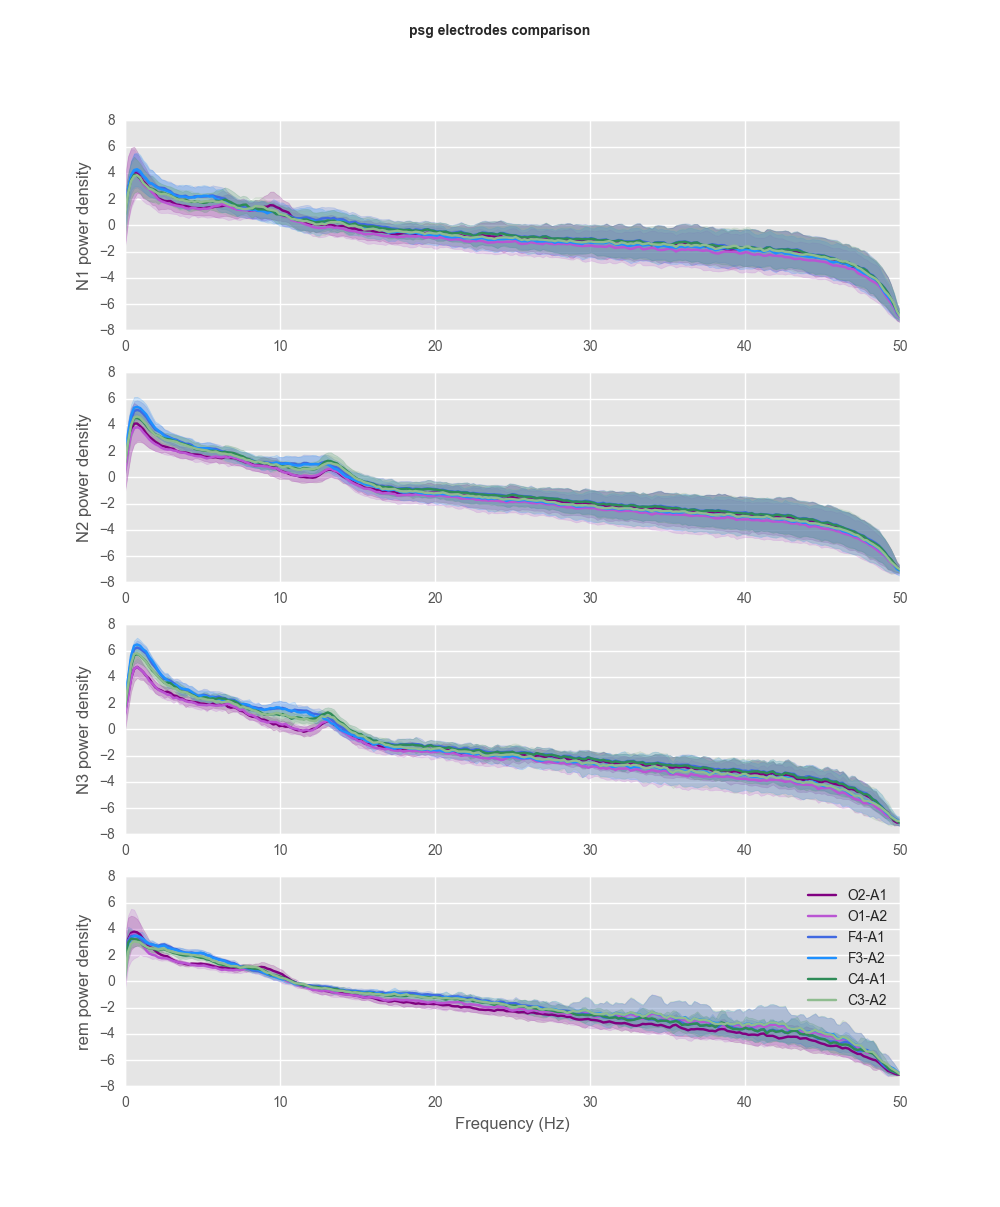 psg electrodes comparison
N1 power density
8
6
4
2
0
−2
−4
−6
−8
0 10 20 30 40 50
N2 power density
8
6
4
2
0
−2
−4
−6
−8
0 10 20 30 40 50
N3 power density
8
6
4
2
0
−2
−4
−6
−8
0 10 20 30 40 50
rem power density
8
6
4
2
0
−2
−4
−6
−8
O2-A1
O1-A2
F4-A1
F3-A2
C4-A1
C3-A2
0 10 20 30 40 50
Frequency (Hz)